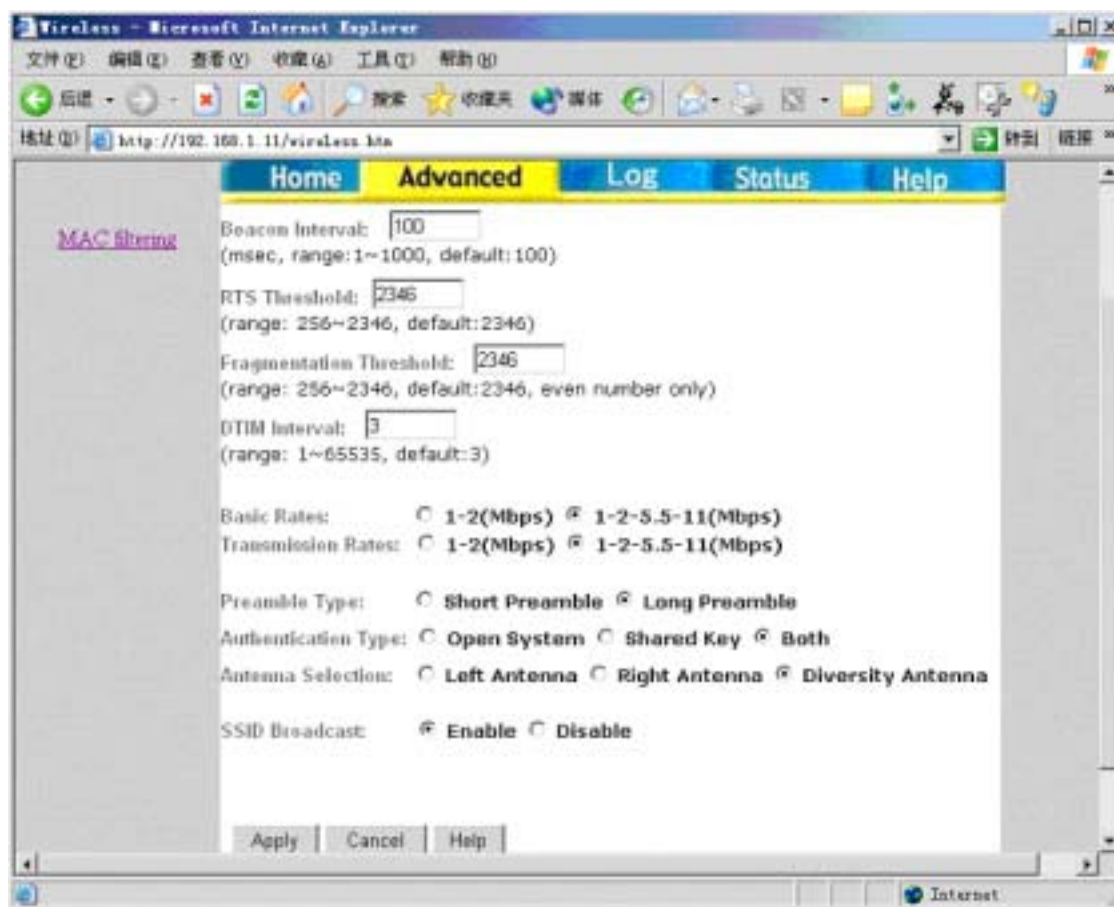 Wireless - Microsoft Internet Explorer
文件(F) 编辑(E) 查看(V) 收藏(A) 工具(T) 帮助(H)
后退 搜索 收藏夹 媒体
地址(D) http://192.168.1.11/wireless.htm 转到 链接
Home Advanced Log Status Help
MAC filtering
Beacon Interval: 100
(msec, range:1~1000, default:100)
RTS Threshold: 2346
(range: 256~2346, default:2346)
Fragmentation Threshold: 2346
(range: 256~2346, default:2346, even number only)
DTIM Interval: 3
(range: 1~65535, default:3)
Basic Rates: 1-2(Mbps) 1-2-5.5-11(Mbps)
Transmission Rates: 1-2(Mbps) 1-2-5.5-11(Mbps)
Preamble Type: Short Preamble Long Preamble
Authentication Type: Open System Shared Key Both
Antenna Selection: Left Antenna Right Antenna Diversity Antenna
SSID Broadcast: Enable Disable
Apply Cancel Help
Internet